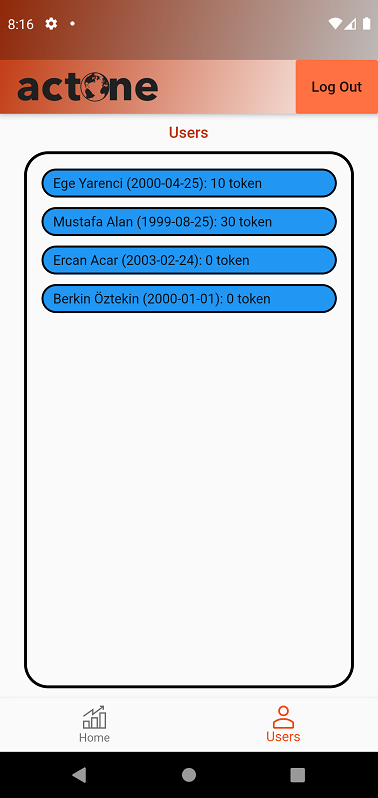 8:16
actone
Log Out
Users
Ege Yarenci (2000-04-25): 10 token
Mustafa Alan (1999-08-25): 30 token
Ercan Acar (2003-02-24): 0 token
Berkin Öztekin (2000-01-01): 0 token
Home
Users